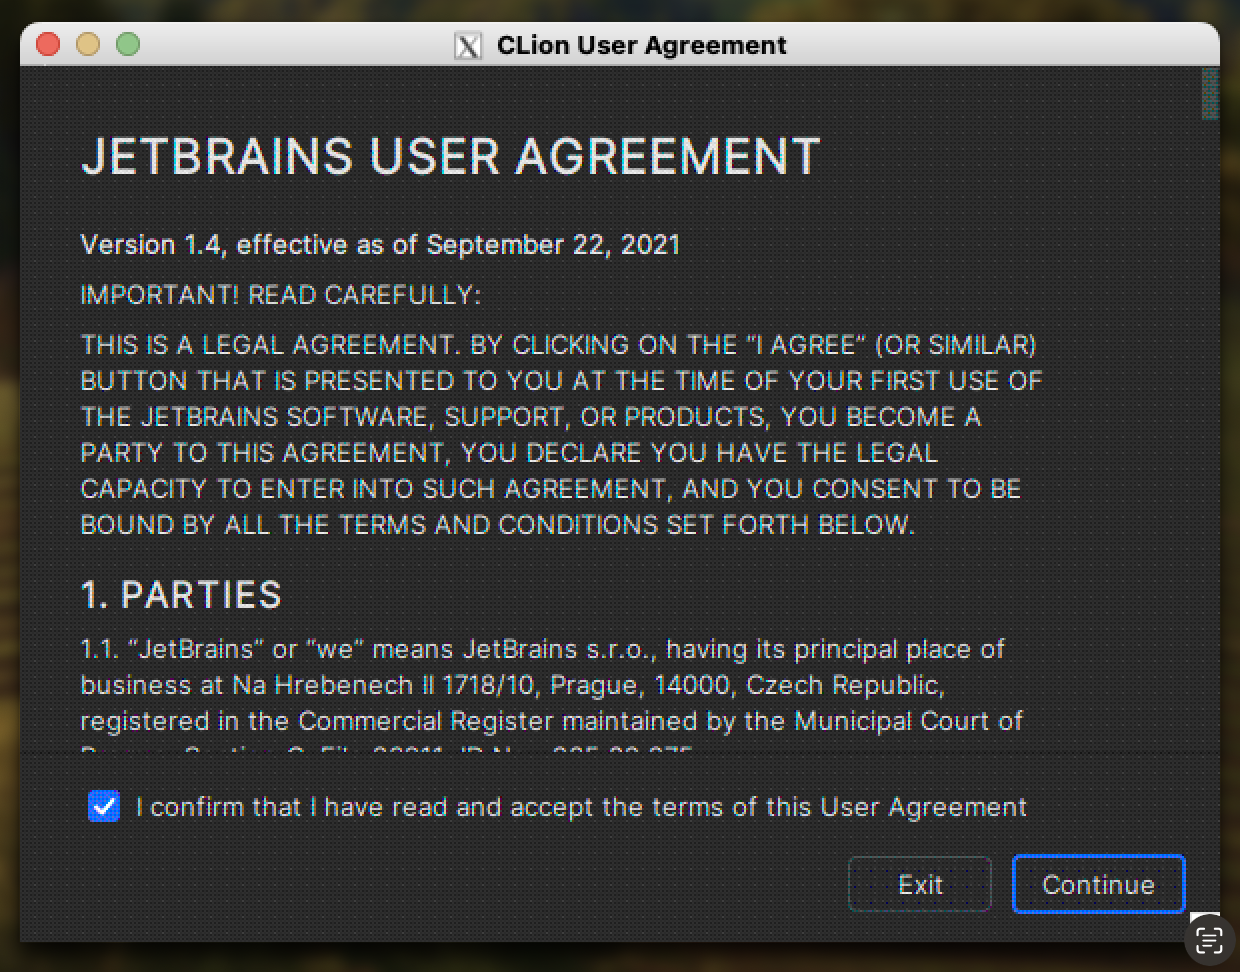 CLion User Agreement
JETBRAINS USER AGREEMENT
Version 1.4, effective as of September 22, 2021
IMPORTANT! READ CAREFULLY:
THIS IS A LEGAL AGREEMENT. BY CLICKING ON THE “I AGREE” (OR SIMILAR)
BUTTON THAT IS PRESENTED TO YOU AT THE TIME OF YOUR FIRST USE OF
THE JETBRAINS SOFTWARE, SUPPORT, OR PRODUCTS, YOU BECOME A
PARTY TO THIS AGREEMENT, YOU DECLARE YOU HAVE THE LEGAL
CAPACITY TO ENTER INTO SUCH AGREEMENT, AND YOU CONSENT TO BE
BOUND BY ALL THE TERMS AND CONDITIONS SET FORTH BELOW.
1. PARTIES
1.1. “JetBrains” or “we” means JetBrains s.r.o., having its principal place of
business at Na Hrebenech II 1718/10, Prague, 14000, Czech Republic,
registered in the Commercial Register maintained by the Municipal Court of
I confirm that I have read and accept the terms of this User Agreement
Exit
Continue